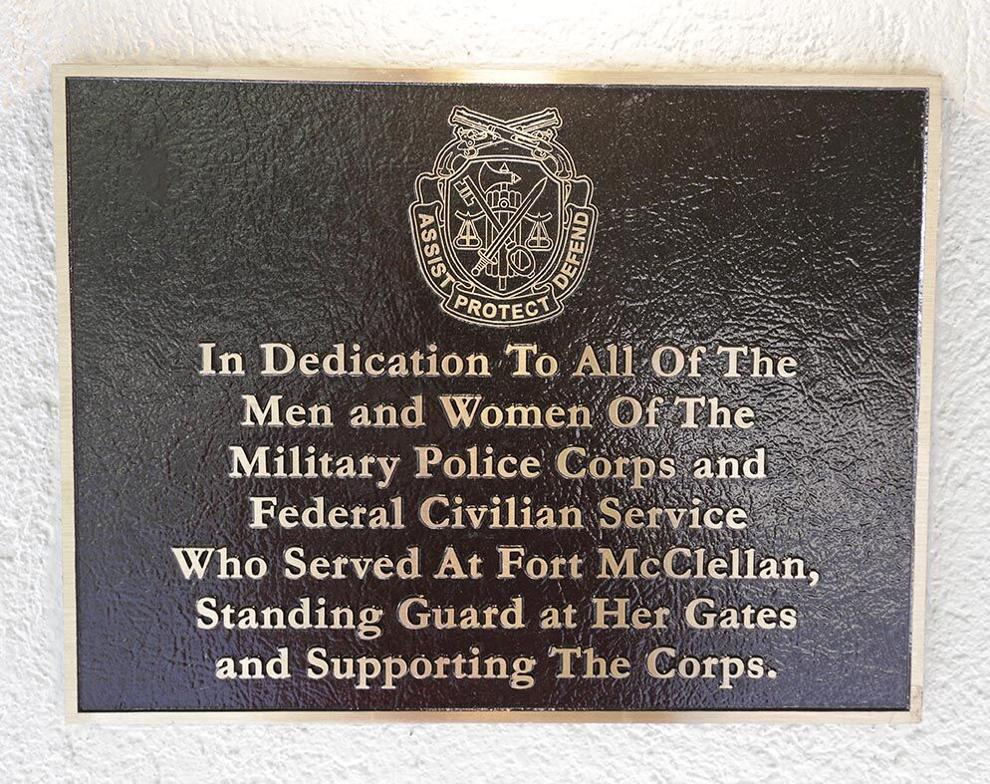 ASSIST PROTECT DEFEND
In Dedication To All Of The
Men and Women Of The
Military Police Corps and
Federal Civilian Service
Who Served At Fort McClellan,
Standing Guard at Her Gates
and Supporting The Corps.